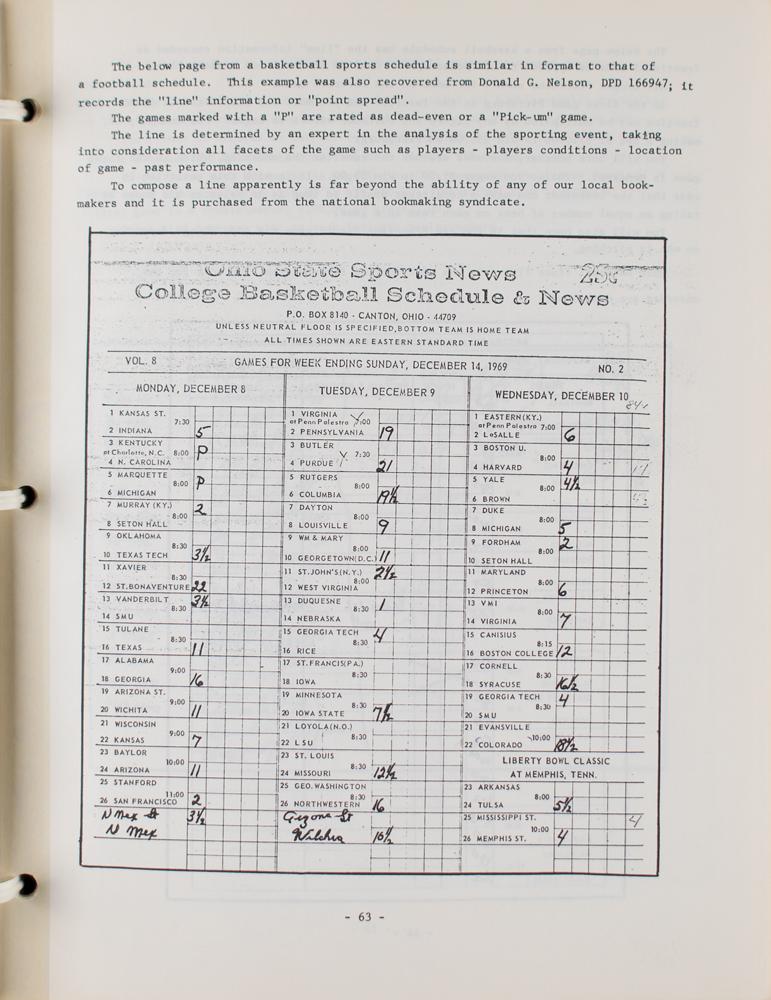 The below page from a basketball sports schedule is similar in format to that of
a football schedule. This example was also recovered from Donald G. Nelson, DPD 166947; it
records the "line" information or "point spread".
The games marked with a "P" are rated as dead-even or a "Pick-um" game.
The line is determined by an expert in the analysis of the sporting event, taking
into consideration all facets of the game such as players - players conditions - location
of game - past performance.
To compose a line apparently is far beyond the ability of any of our local book-
makers and it is purchased from the national bookmaking syndicate.
Ohio State Sports News 25¢
College Basketball Schedule & News
P.O. BOX 8140 - CANTON, OHIO - 44709
UNLESS NEUTRAL FLOOR IS SPECIFIED, BOTTOM TEAM IS HOME TEAM
ALL TIMES SHOWN ARE EASTERN STANDARD TIME
VOL. 8 GAMES FOR WEEK ENDING SUNDAY, DECEMBER 14, 1969 NO. 2
MONDAY, DECEMBER 8
1 KANSAS ST.
7:30
2 INDIANA 5
3 KENTUCKY
at Charlotte, N.C. 8:00 P
4 N. CAROLINA
5 MARQUETTE
8:00 P
6 MICHIGAN
7 MURRAY (KY.) 2
8:00
8 SETON HALL
9 OKLAHOMA
8:30
10 TEXAS TECH 3½
11 XAVIER
8:30
12 ST.BONAVENTURE 22
13 VANDERBILT 3½
8:30
14 SMU
15 TULANE
8:30
16 TEXAS 11
17 ALABAMA
9:00
18 GEORGIA 16
19 ARIZONA ST.
9:00
20 WICHITA 11
21 WISCONSIN
9:00
22 KANSAS 7
23 BAYLOR
10:00
24 ARIZONA 11
25 STANFORD
11:00
26 SAN FRANCISCO 2
N Mex St 3½
N Mex
TUESDAY, DECEMBER 9
1 VIRGINIA
at Penn Palestra 7:00
2 PENNSYLVANIA 19
3 BUTLER
7:30
4 PURDUE 21
5 RUTGERS
8:00
6 COLUMBIA 19½
7 DAYTON
8:00
8 LOUISVILLE 9
9 WM & MARY
8:00
10 GEORGETOWN(D.C.) 11
11 ST.JOHN'S(N.Y.) 2½
8:00
12 WEST VIRGINIA
13 DUQUESNE
8:30 1
14 NEBRASKA
15 GEORGIA TECH 4
8:30
16 RICE
17 ST.FRANCIS(PA.)
8:30
18 IOWA
19 MINNESOTA
8:30
20 IOWA STATE 7½
21 LOYOLA(N.O.)
8:30
22 LSU
23 ST. LOUIS
8:30
24 MISSOURI 12½
25 GEO.WASHINGTON
8:30
26 NORTHWESTERN 16
WEDNESDAY, DECEMBER 10
1 EASTERN(KY.)
at Penn Palestra 7:00
2 LaSALLE 6
3 BOSTON U.
8:00
4 HARVARD 4
5 YALE 4½
8:00
6 BROWN
7 DUKE
8:00
8 MICHIGAN 5
9 FORDHAM 2
8:00
10 SETON HALL
11 MARYLAND
8:00
12 PRINCETON 6
13 VMI
8:00
14 VIRGINIA 7
15 CANISIUS
8:15
16 BOSTON COLLEGE 12
17 CORNELL
8:30
18 SYRACUSE 16½
19 GEORGIA TECH 4
8:30
20 SMU
21 EVANSVILLE
10:00
22 COLORADO 18½
LIBERTY BOWL CLASSIC
AT MEMPHIS, TENN.
23 ARKANSAS
8:00
24 TULSA 5½
25 MISSISSIPPI ST. 4
10:00
26 MEMPHIS ST. 4
- 63 -